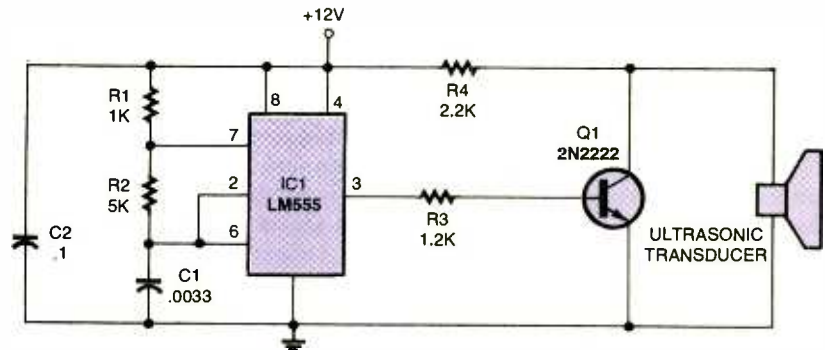 +12V
R1
1K
8
4
R4
2.2K
7
Q1
2N2222
R2
5K
2
IC1
LM555
3
R3
1.2K
6
C2
.1
C1
.0033
ULTRASONIC
TRANSDUCER